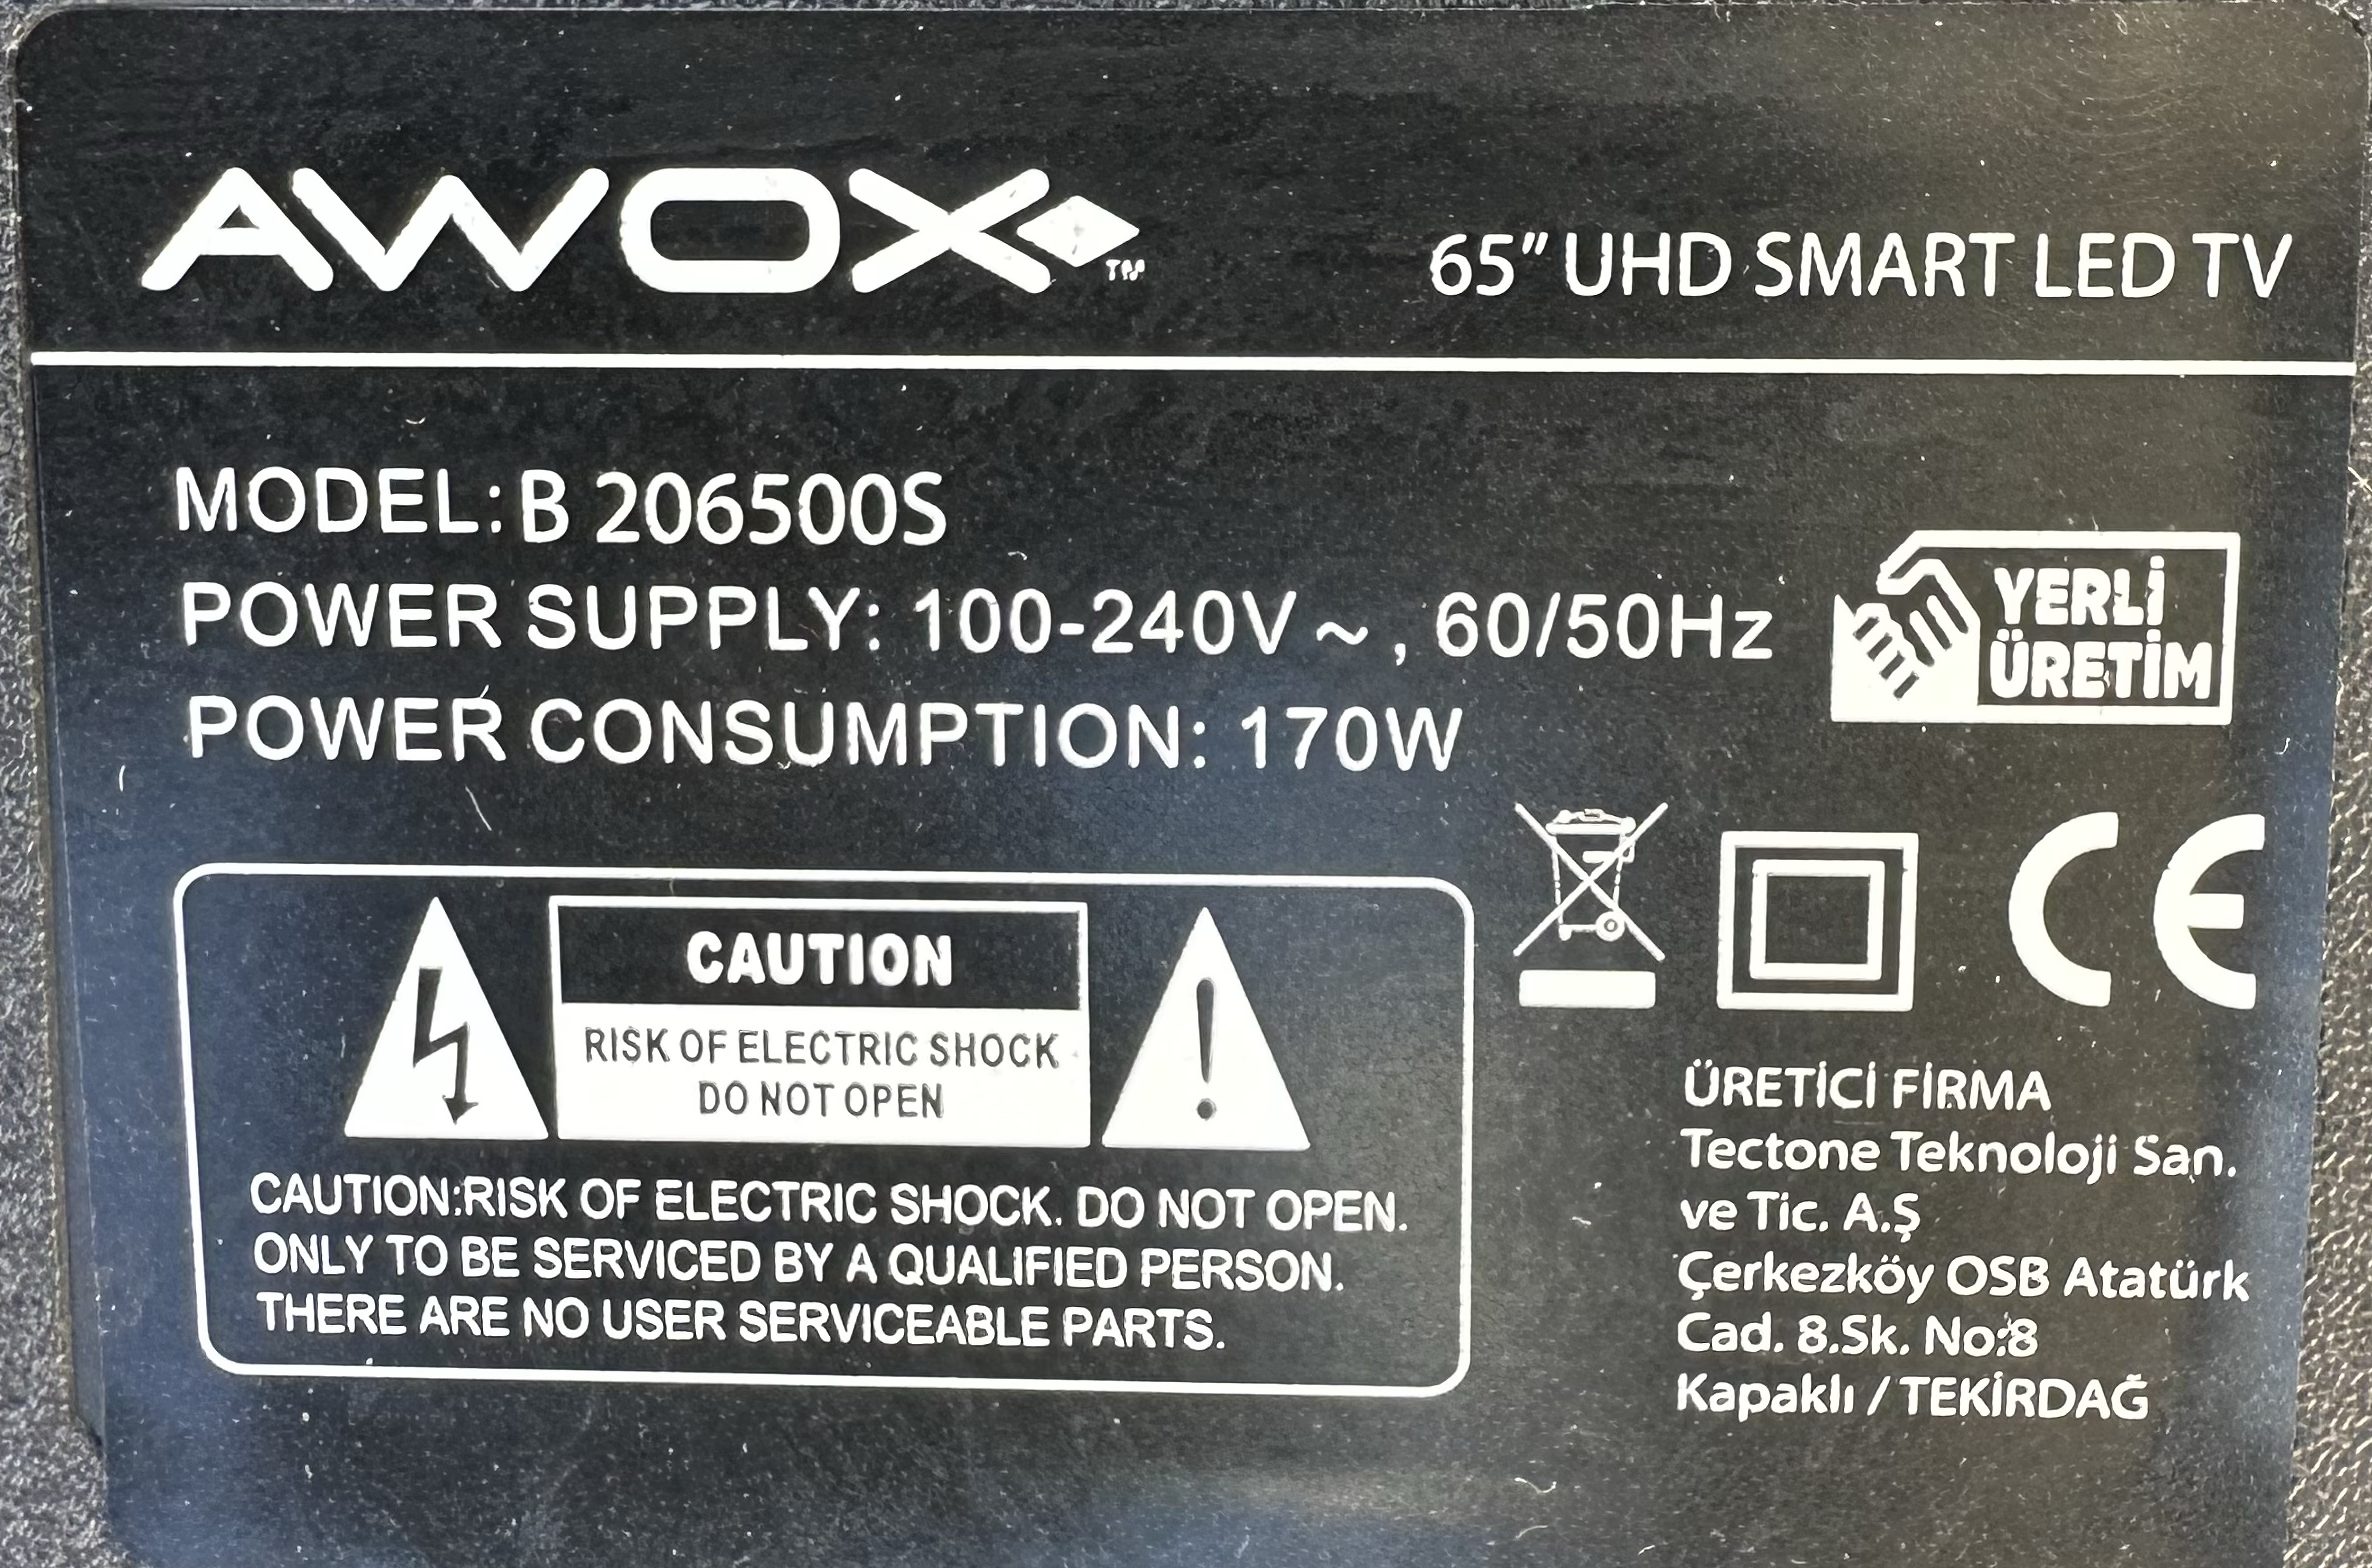 AWOX TM
65" UHD SMART LED TV
MODEL: B 206500S
POWER SUPPLY: 100-240V ~ , 60/50Hz
POWER CONSUMPTION: 170W
YERLİ
ÜRETİM
CE
CAUTION
RISK OF ELECTRIC SHOCK
DO NOT OPEN
!
CAUTION:RISK OF ELECTRIC SHOCK. DO NOT OPEN.
ONLY TO BE SERVICED BY A QUALIFIED PERSON.
THERE ARE NO USER SERVICEABLE PARTS.
ÜRETİCİ FİRMA
Tectone Teknoloji San.
ve Tic. A.Ş
Çerkezköy OSB Atatürk
Cad. 8.Sk. No:8
Kapaklı / TEKİRDAĞ